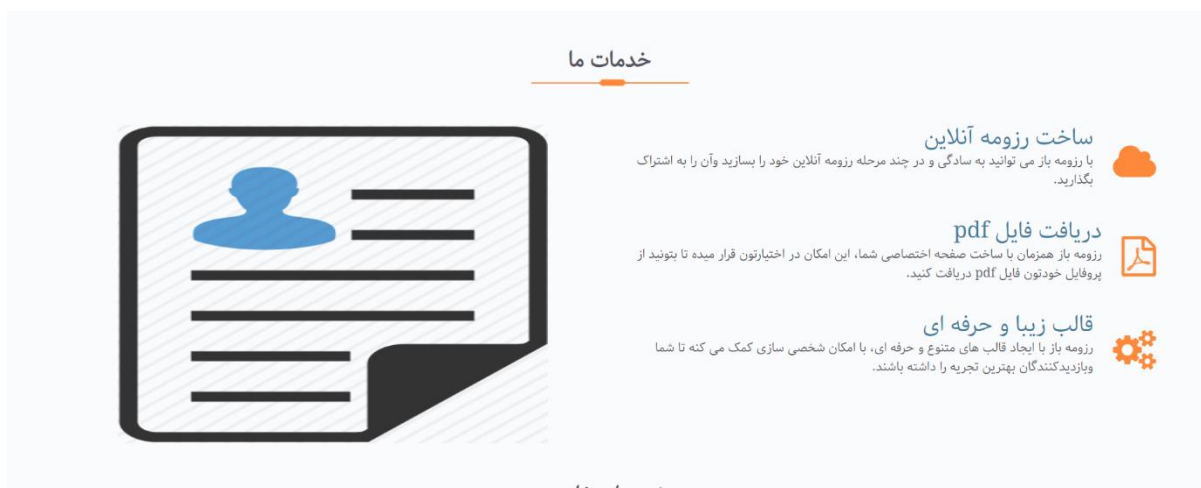 خدمات ما
ساخت رزومه آنلاین
با رزومه باز می توانید به سادگی و در چند مرحله رزومه آنلاین خود را بسازید وآن را به اشتراک
بگذارید.
دریافت فایل pdf
رزومه باز همزمان با ساخت صفحه اختصاصی شما، این امکان در اختیارتون قرار میده تا بتونید از
پروفایل خودتون فایل pdf دریافت کنید.
قالب زیبا و حرفه ای
رزومه باز با ایجاد قالب های متنوع و حرفه ای، با امکان شخصی سازی کمک می کنه تا شما
وبازدیدکنندگان بهترین تجربه را داشته باشند.